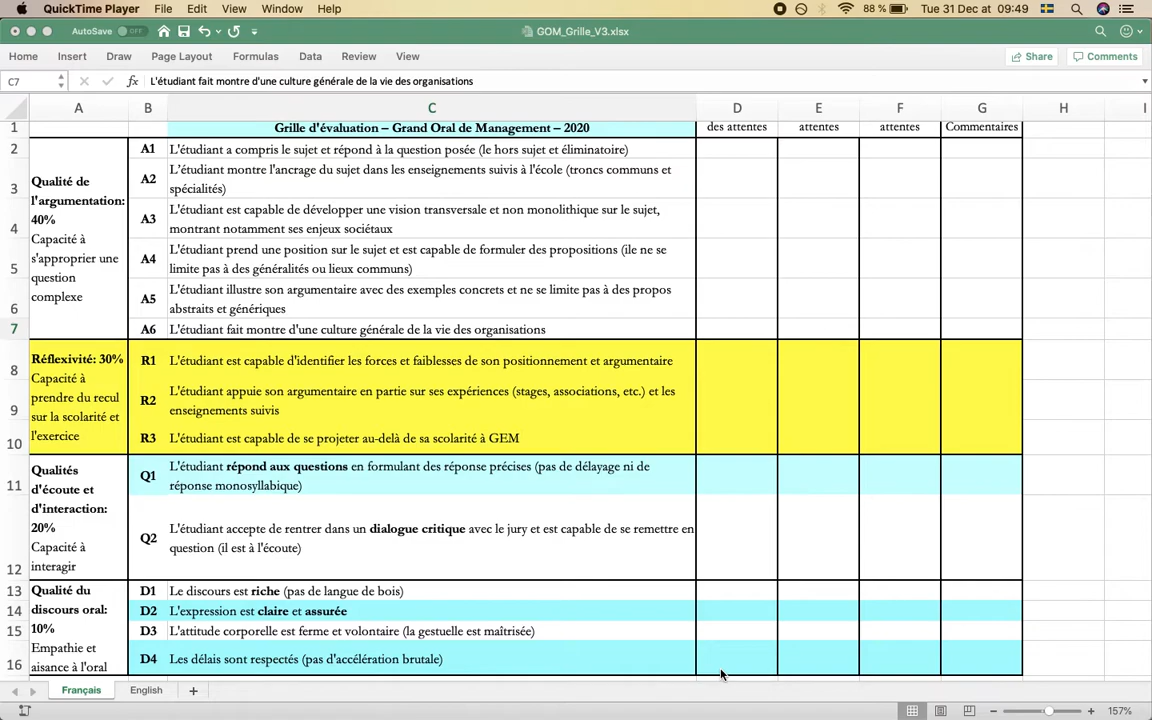 QuickTime Player File Edit View Window Help 88 % Tue 31 Dec at 09:49
AutoSave OFF GOM_Grille_V3.xlsx
Home Insert Draw Page Layout Formulas Data Review View Share Comments
C7 fx L'étudiant fait montre d'une culture générale de la vie des organisations
A B C D E F G H I
1 Grille d'évaluation – Grand Oral de Management – 2020 des attentes attentes attentes Commentaires
2 A1 L'étudiant a compris le sujet et répond à la question posée (le hors sujet et éliminatoire)
Qualité de
l'argumentation:
40%
Capacité à
s'approprier une
question
complexe
3 A2 L'étudiant montre l'ancrage du sujet dans les enseignements suivis à l'école (troncs communs et
spécialités)
4 A3 L'étudiant est capable de développer une vision transversale et non monolithique sur le sujet,
montrant notamment ses enjeux sociétaux
5 A4 L'étudiant prend une position sur le sujet et est capable de formuler des propositions (ile ne se
limite pas à des généralités ou lieux communs)
6 A5 L'étudiant illustre son argumentaire avec des exemples concrets et ne se limite pas à des propos
abstraits et génériques
7 A6 L'étudiant fait montre d'une culture générale de la vie des organisations
Réflexivité: 30%
Capacité à
prendre du recul
sur la scolarité et
l'exercice
8 R1 L'étudiant est capable d'identifier les forces et faiblesses de son positionnement et argumentaire
9 R2 L'étudiant appuie son argumentaire en partie sur ses expériences (stages, associations, etc.) et les
enseignements suivis
10 R3 L'étudiant est capable de se projeter au-delà de sa scolarité à GEM
Qualités
d'écoute et
d'interaction:
20%
Capacité à
interagir
11 Q1 L'étudiant répond aux questions en formulant des réponse précises (pas de délayage ni de
réponse monosyllabique)
12 Q2 L'étudiant accepte de rentrer dans un dialogue critique avec le jury et est capable de se remettre en
question (il est à l'écoute)
Qualité du
discours oral:
10%
Empathie et
aisance à l'oral
13 D1 Le discours est riche (pas de langue de bois)
14 D2 L'expression est claire et assurée
15 D3 L'attitude corporelle est ferme et volontaire (la gestuelle est maîtrisée)
16 D4 Les délais sont respectés (pas d'accélération brutale)
Français English +
157%